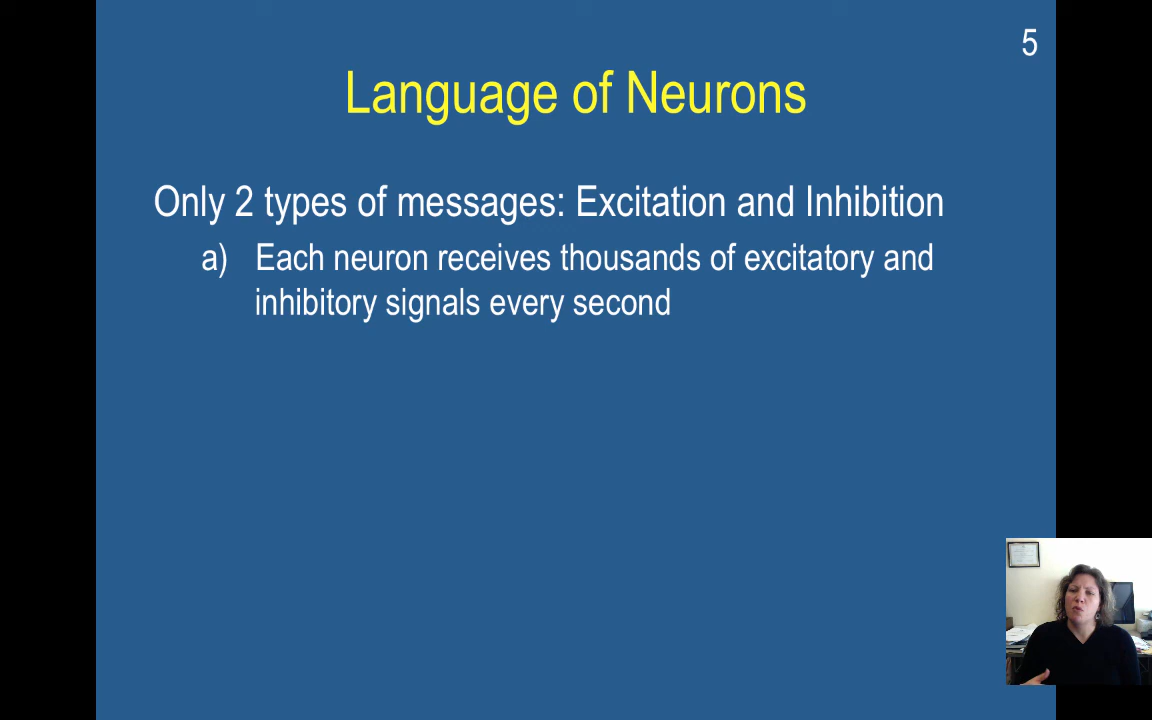 5
Language of Neurons
Only 2 types of messages: Excitation and Inhibition
a) Each neuron receives thousands of excitatory and
inhibitory signals every second